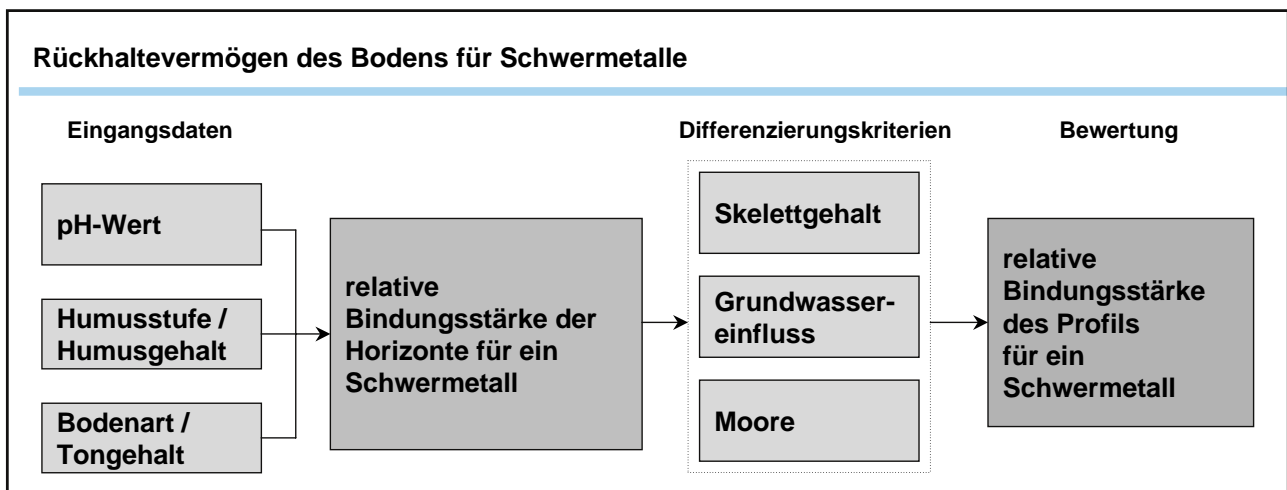 Rückhaltevermögen des Bodens für Schwermetalle
Eingangsdaten
Differenzierungskriterien
Bewertung
pH-Wert
Humusstufe /
Humusgehalt
Bodenart /
Tongehalt
relative
Bindungsstärke der
Horizonte für ein
Schwermetall
Skelettgehalt
Grundwasser-
einfluss
Moore
relative
Bindungsstärke
des Profils
für ein
Schwermetall